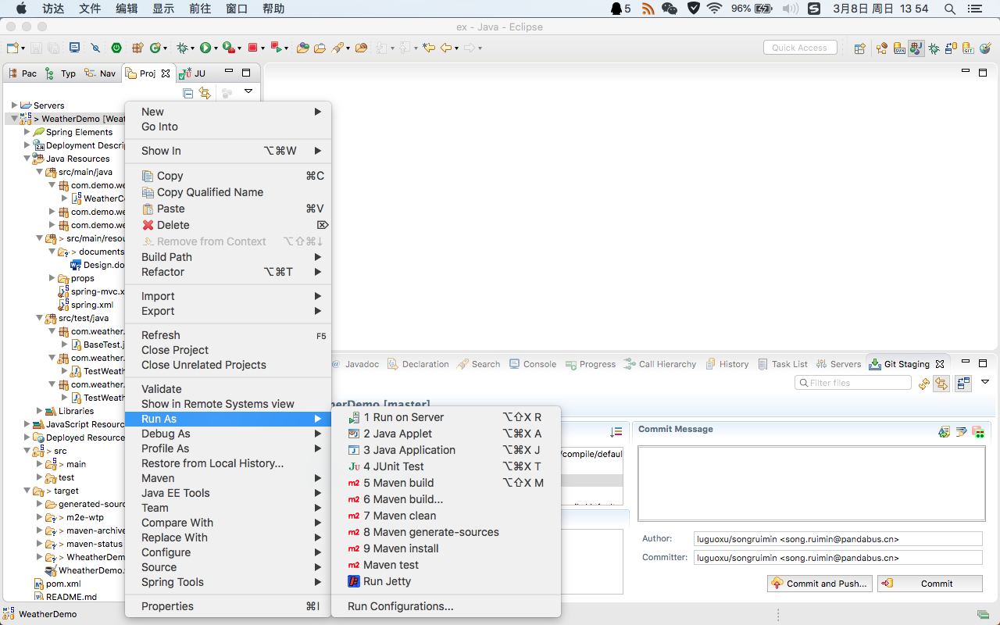 访达 文件 编辑 显示 前往 窗口 帮助 5 96% 3月8日 周日 13 54
ex - Java - Eclipse
Quick Access
Pac Typ Nav Proj JU
Servers
> WeatherDemo [Weat
Spring Elements
Deployment Descrip
Java Resources
src/main/java
com.demo.we
WeatherCo
com.demo.we
com.demo.we
> src/main/resou
> documents
Design.do
props
spring-mvc.x
spring.xml
src/test/java
com.weather.
BaseTest.j
com.weather.
TestWeath
com.weather.
TestWeath
Libraries
JavaScript Resourc
Deployed Resource
> src
> main
test
> target
generated-sourc
> m2e-wtp
> maven-archive
> maven-status
> WheatherDem
WheatherDemo.
pom.xml
README.md
WeatherDemo
New
Go Into
Show In ⌥⌘W
Copy ⌘C
Copy Qualified Name
Paste ⌘V
Delete ⌦
Remove from Context ⌥⇧⌘↓
Build Path
Refactor ⌥⌘T
Import
Export
Refresh F5
Close Project
Close Unrelated Projects
Validate
Show in Remote Systems view
Run As
Debug As
Profile As
Restore from Local History...
Maven
Java EE Tools
Team
Compare With
Replace With
Configure
Source
Spring Tools
Properties ⌘I
1 Run on Server ⌥⇧X R
2 Java Applet ⌥⌘X A
3 Java Application ⌥⌘X J
4 JUnit Test ⌥⌘X T
5 Maven build ⌥⇧X M
6 Maven build...
7 Maven clean
8 Maven generate-sources
9 Maven install
Maven test
Run Jetty
Run Configurations...
@ Javadoc Declaration Search Console Progress Call Hierarchy History Task List Servers Git Staging
Filter files
herDemo [master]
/compile/defaul
Commit Message
Author: luguoxu/songruimin <song.ruimin@pandabus.cn>
Committer: luguoxu/songruimin <song.ruimin@pandabus.cn>
Commit and Push... Commit